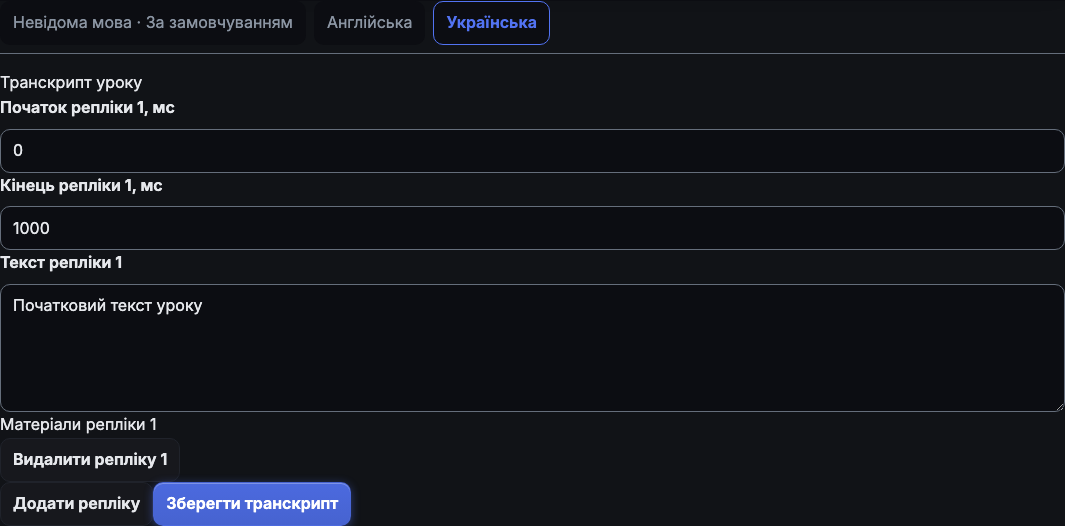 Невідома мова · За замовчуванням Англійська Українська
Транскрипт уроку
Початок репліки 1, мс
0
Кінець репліки 1, мс
1000
Текст репліки 1
Початковий текст уроку
Матеріали репліки 1
Видалити репліку 1
Додати репліку Зберегти транскрипт